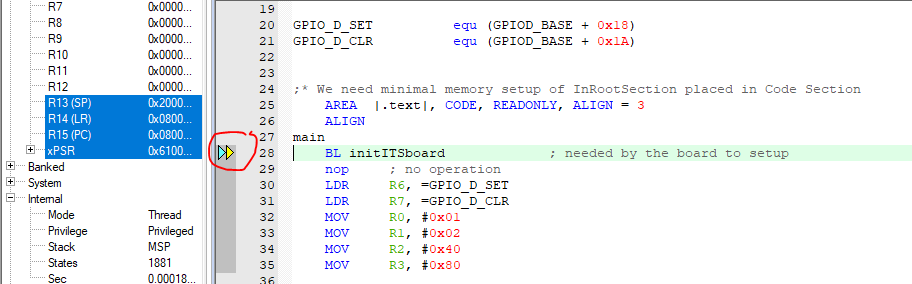 R7 0x0000...
R8 0x0000...
R9 0x0000...
R10 0x0000...
R11 0x0000...
R12 0x0000...
R13 (SP) 0x2000...
R14 (LR) 0x0800...
R15 (PC) 0x0800...
xPSR 0x6100...
Banked
System
Internal
Mode Thread
Privilege Privileged
Stack MSP
States 1881
Sec 0.00018...
19
20 GPIO_D_SET equ (GPIOD_BASE + 0x18)
21 GPIO_D_CLR equ (GPIOD_BASE + 0x1A)
22
23
24 ;* We need minimal memory setup of InRootSection placed in Code Section
25 AREA |.text|, CODE, READONLY, ALIGN = 3
26 ALIGN
27 main
28 BL initITSboard ; needed by the board to setup
29 nop ; no operation
30 LDR R6, =GPIO_D_SET
31 LDR R7, =GPIO_D_CLR
32 MOV R0, #0x01
33 MOV R1, #0x02
34 MOV R2, #0x40
35 MOV R3, #0x80
36